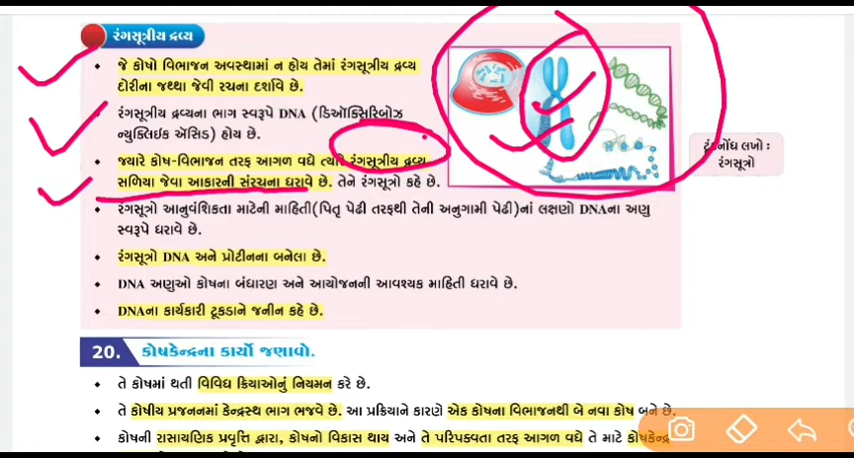 રંગસૂત્રીય દ્રવ્ય
♦ જે કોષો વિભાજન અવસ્થામાં ન હોય તેમાં રંગસૂત્રીય દ્રવ્ય
દોરીના જથ્થા જેવી રચના દર્શાવે છે.
♦ રંગસૂત્રીય દ્રવ્યના ભાગ સ્વરૂપે DNA (ડિઑક્સિરિબોઝ
ન્યુક્લિઇક ઍસિડ) હોય છે.
♦ જ્યારે કોષ-વિભાજન તરફ આગળ વધે ત્યારે રંગસૂત્રીય દ્રવ્ય
સળિયા જેવા આકારની સંરચના ધરાવે છે. તેને રંગસૂત્રો કહે છે.
ટૂંકનોંધ લખો :
રંગસૂત્રો
♦ રંગસૂત્રો આનુવંશિકતા માટેની માહિતી(પિતૃ પેઢી તરફથી તેની અનુગામી પેઢી)નાં લક્ષણો DNAના અણુ
સ્વરૂપે ધરાવે છે.
♦ રંગસૂત્રો DNA અને પ્રોટીનના બનેલા છે.
♦ DNA અણુઓ કોષના બંધારણ અને આયોજનની આવશ્યક માહિતી ધરાવે છે.
♦ DNAના કાર્યકારી ટૂકડાને જનીન કહે છે.
20. કોષકેન્દ્રના કાર્યો જણાવો.
♦ તે કોષમાં થતી વિવિધ ક્રિયાઓનું નિયમન કરે છે.
♦ તે કોષીય પ્રજનનમાં કેન્દ્રસ્થ ભાગ ભજવે છે. આ પ્રક્રિયાને કારણે એક કોષના વિભાજનથી બે નવા કોષ બને છે.
♦ કોષની રાસાયણિક પ્રવૃત્તિ દ્વારા, કોષનો વિકાસ થાય અને તે પરિપક્વતા તરફ આગળ વધે તે માટે કોષકેન્દ્ર